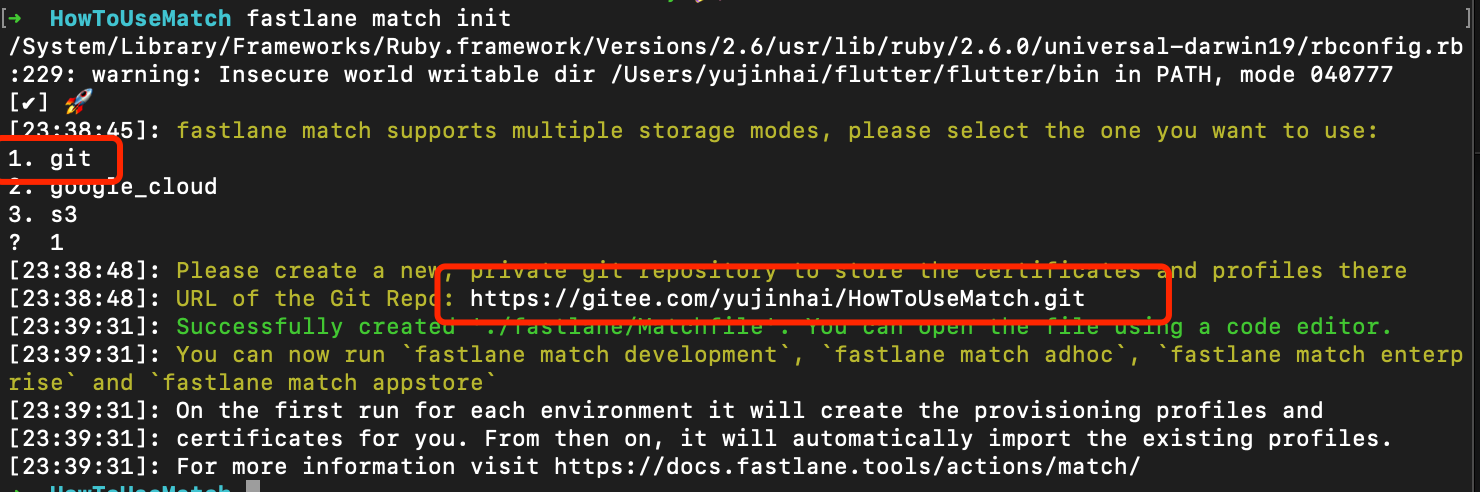 [➜  HowToUseMatch fastlane match init ]
/System/Library/Frameworks/Ruby.framework/Versions/2.6/usr/lib/ruby/2.6.0/universal-darwin19/rbconfig.rb
:229: warning: Insecure world writable dir /Users/yujinhai/flutter/flutter/bin in PATH, mode 040777
[✔] 🚀
[23:38:45]: fastlane match supports multiple storage modes, please select the one you want to use:
1. git
2. google_cloud
3. s3
?  1
[23:38:48]: Please create a new, private git repository to store the certificates and profiles there
[23:38:48]: URL of the Git Repo: https://gitee.com/yujinhai/HowToUseMatch.git
[23:39:31]: Successfully created './fastlane/Matchfile'. You can open the file using a code editor.
[23:39:31]: You can now run `fastlane match development`, `fastlane match adhoc`, `fastlane match enterp
rise` and `fastlane match appstore`
[23:39:31]: On the first run for each environment it will create the provisioning profiles and
[23:39:31]: certificates for you. From then on, it will automatically import the existing profiles.
[23:39:31]: For more information visit https://docs.fastlane.tools/actions/match/
➜  HowToUseMatch